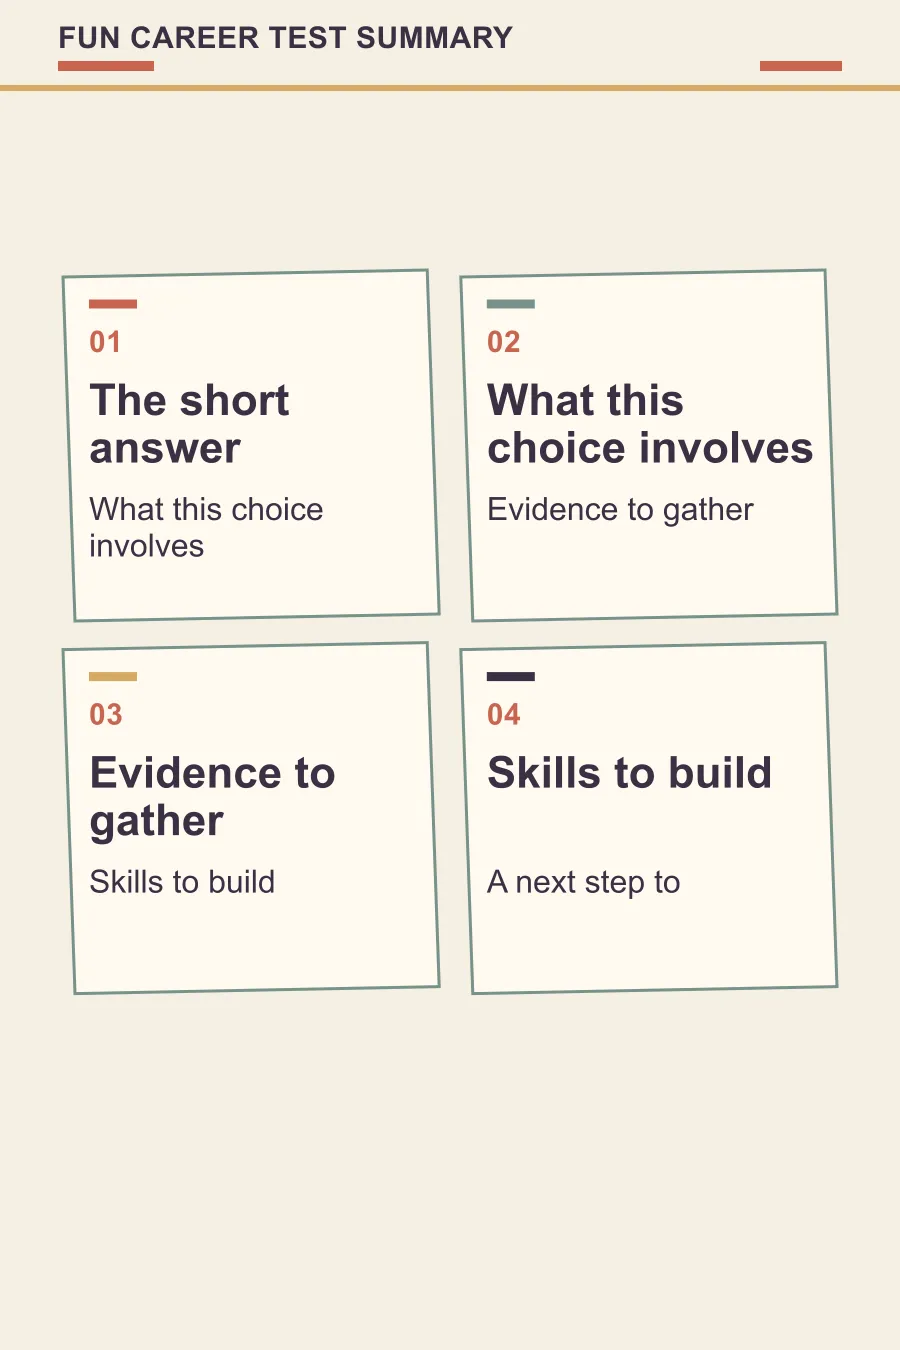 FUN CAREER TEST SUMMARY
01
The short
answer
What this choice
involves
02
What this
choice involves
Evidence to gather
03
Evidence to
gather
Skills to build
04
Skills to build
A next step to